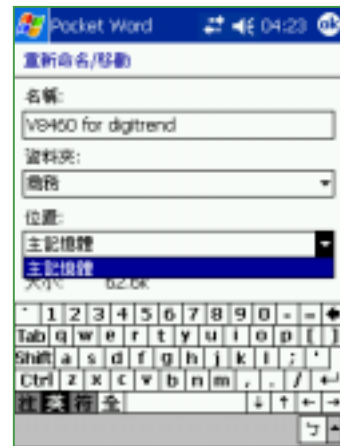 Pocket Word 04:23 ok
重新命名/移動
名稱:
V8460 for digitrend
資料夾:
商務
位置:
主記憶體
主記憶體
大小: 62.6k
` 1 2 3 4 5 6 7 8 9 0 - =
Tab q w e r t y u i o p [ ]
Shift a s d f g h j k l ; '
Ctrl z x c v b n m , . /
注 英 符 全
ㄅ